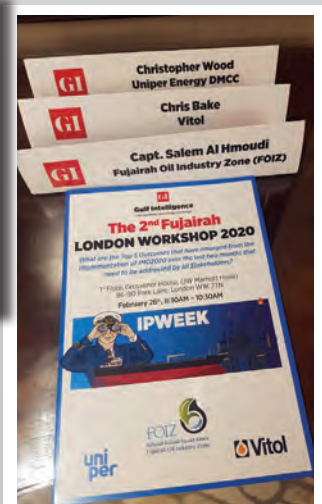 GI
Christopher Wood
Uniper Energy DMCC
GI
Chris Bake
Vitol
GI
Capt. Salem Al Hmoudi
Fujairah Oil Industry Zone (FOIZ)
GI
Gulf Intelligence
The 2nd Fujairah
LONDON WORKSHOP 2020
What are the Top 5 Outcomes that have emerged from the
implementation of IMO2020 over the last two months that
need to be addressed by all Stakeholders?
1st Floor, Grosvenor House, (JW Marriott Hotel)
86-90 Park Lane, London
February 26th, 8:30AM - 10:30AM
IPWEEK
uni
per
FOIZ
Fujairah Oil Industry Zone
Vitol